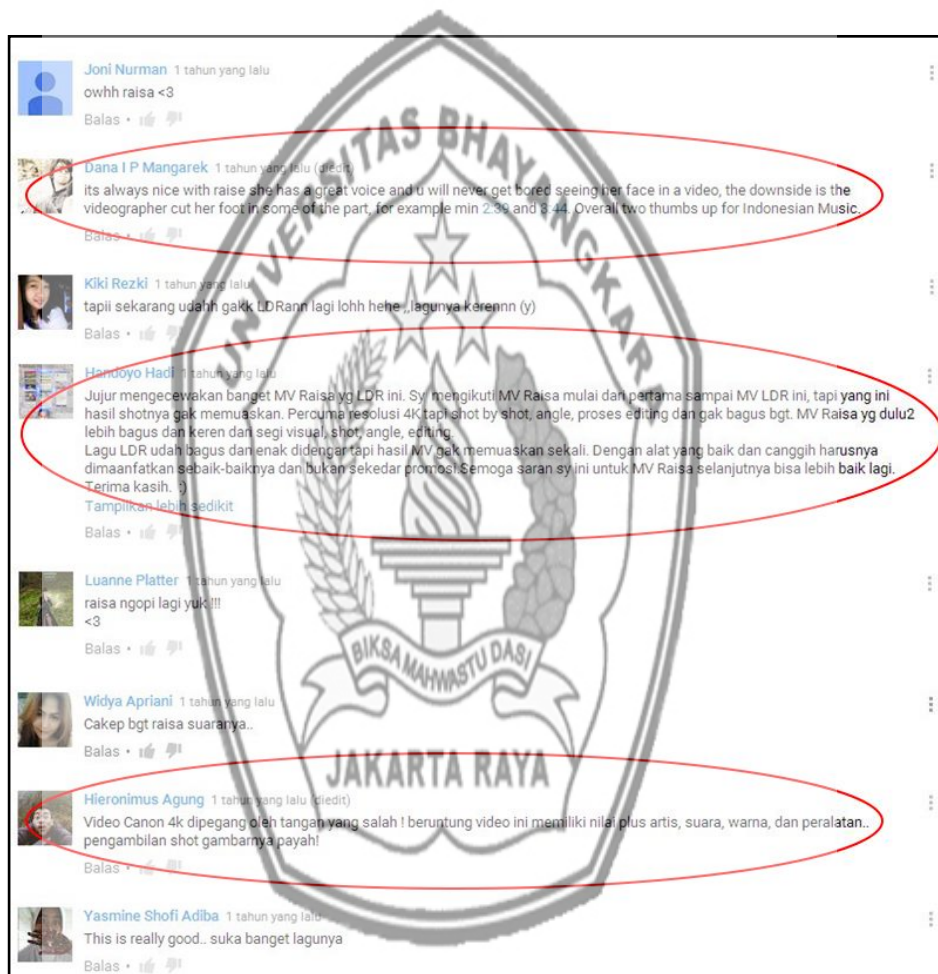 Joni Nurman 1 tahun yang lalu
owhh raisa <3
Balas •
Dana I P Mangarek 1 tahun yang lalu (diedit)
its always nice with raise she has a great voice and u will never get bored seeing her face in a video, the downside is the
videographer cut her foot in some of the part, for example min 2:39 and 3:44. Overall two thumbs up for Indonesian Music.
Balas •
Kiki Rezki 1 tahun yang lalu
tapii sekarang udahh gakk LDRann lagi lohh hehe ,,lagunya kerennn (y)
Balas •
Handoyo Hadi 1 tahun yang lalu
Jujur mengecewakan banget MV Raisa yg LDR ini. Sy mengikuti MV Raisa mulai dari pertama sampai MV LDR ini, tapi yang ini
hasil shotnya gak memuaskan. Percuma resolusi 4K tapi shot by shot, angle, proses editing dan gak bagus bgt. MV Raisa yg dulu2
lebih bagus dan keren dari segi visual, shot, angle, editing.
Lagu LDR udah bagus dan enak didengar tapi hasil MV gak memuaskan sekali. Dengan alat yang baik dan canggih harusnya
dimaanfatkan sebaik-baiknya dan bukan sekedar promosi.Semoga saran sy ini untuk MV Raisa selanjutnya bisa lebih baik lagi.
Terima kasih. :)
Tampilkan lebih sedikit
Balas •
Luanne Platter 1 tahun yang lalu
raisa ngopi lagi yuk !!!
<3
Balas •
Widya Apriani 1 tahun yang lalu
Cakep bgt raisa suaranya..
Balas •
Hieronimus Agung 1 tahun yang lalu (diedit)
Video Canon 4k dipegang oleh tangan yang salah ! beruntung video ini memiliki nilai plus artis, suara, warna, dan peralatan..
pengambilan shot gambarnya payah!
Balas •
Yasmine Shofi Adiba 1 tahun yang lalu
This is really good.. suka banget lagunya
Balas •
UNIVERSITAS BHAYANGKARA
BIKSA MAHWASTU DASI
JAKARTA RAYA